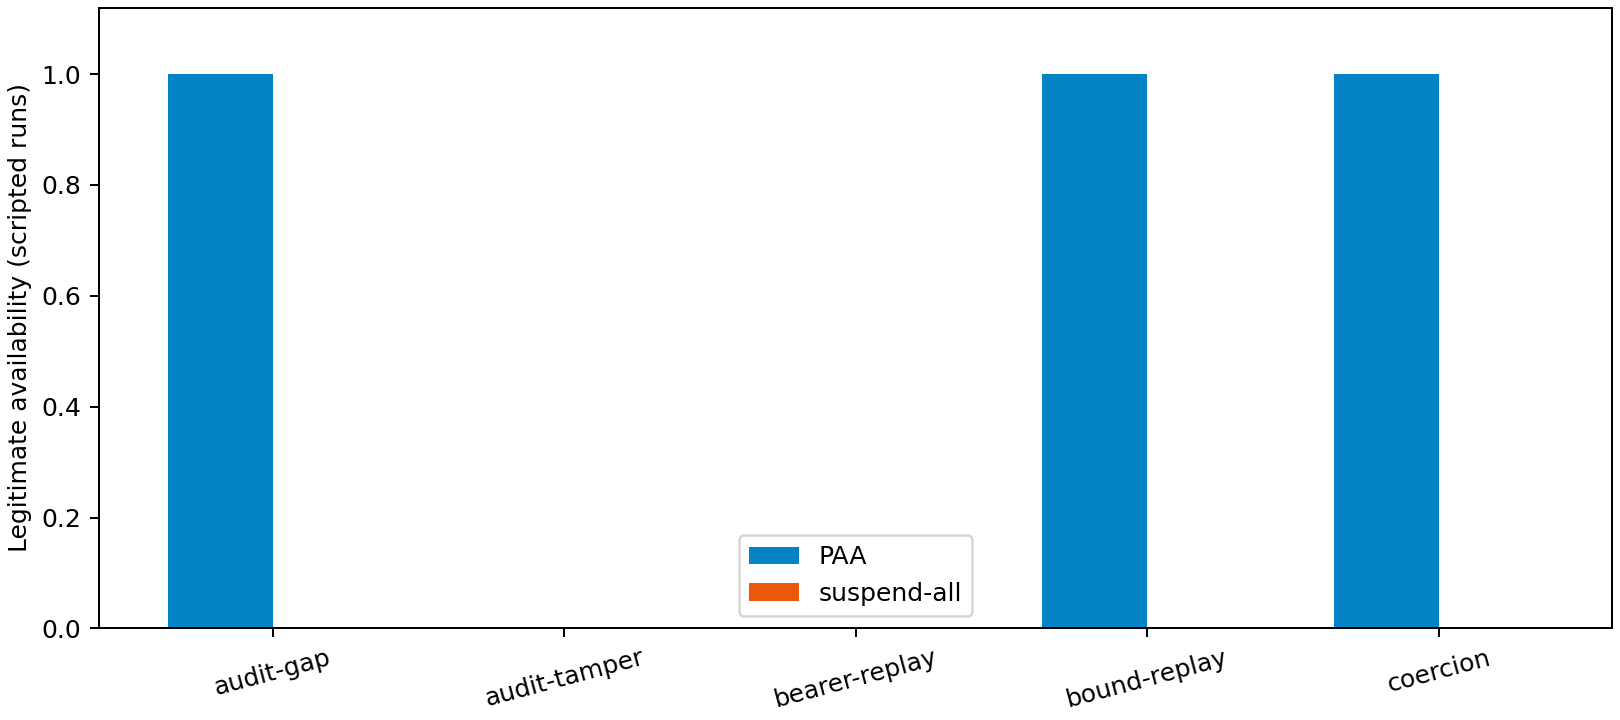 Legitimate availability (scripted runs)
1.0
0.8
0.6
0.4
0.2
0.0
PAA
suspend-all
audit-gap
audit-tamper
bearer-replay
bound-replay
coercion